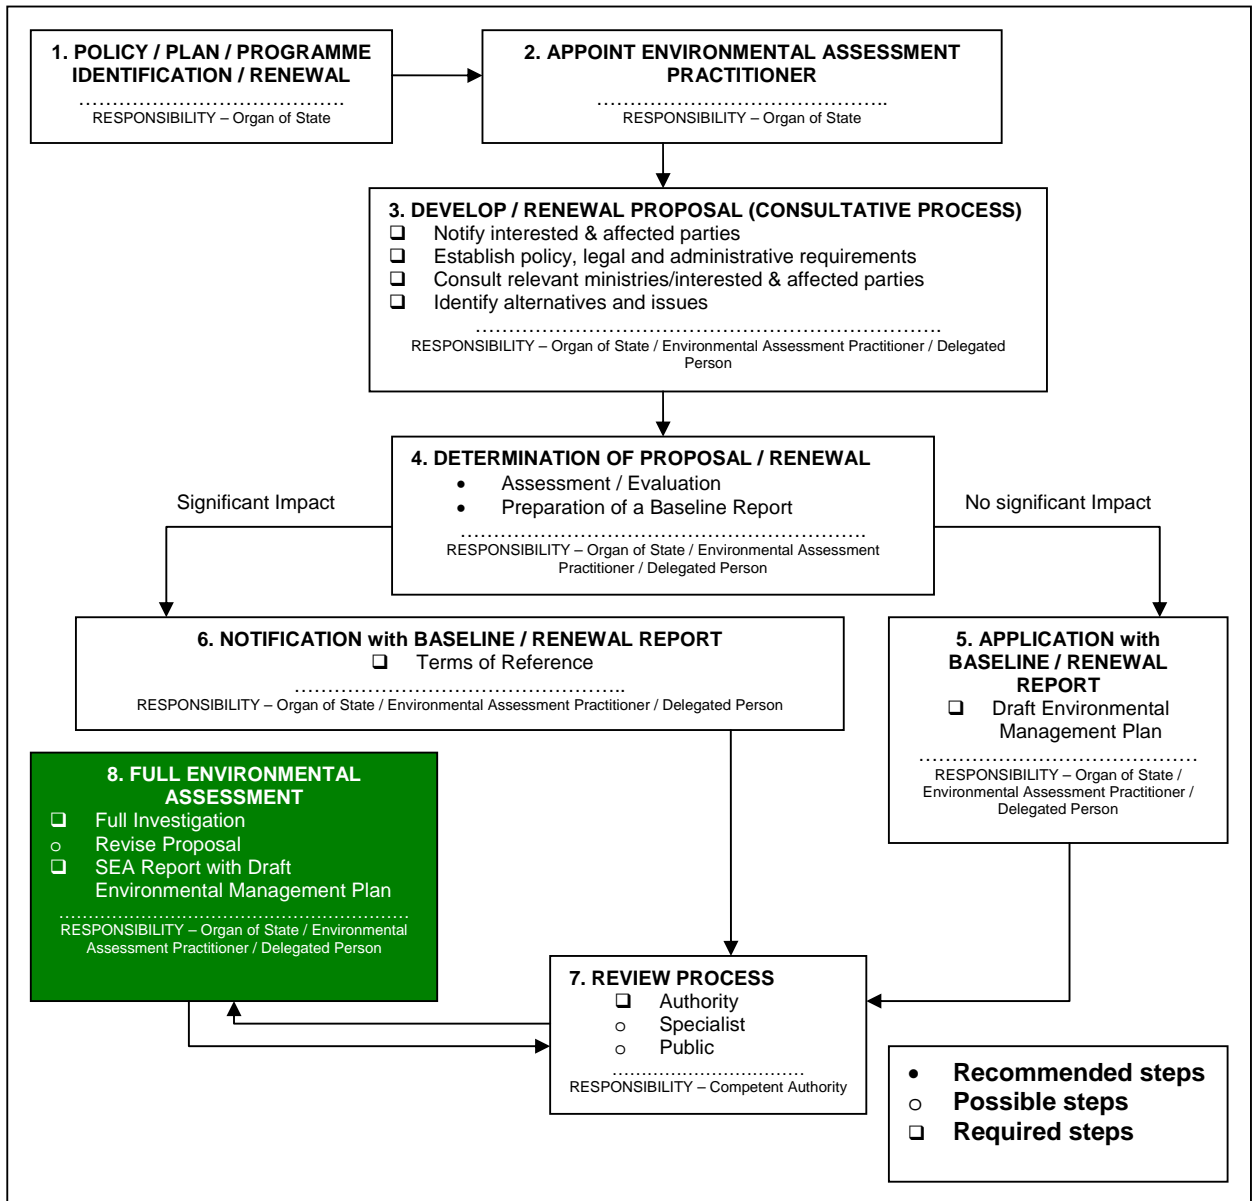 1. POLICY / PLAN / PROGRAMME
IDENTIFICATION / RENEWAL
………………………………….
RESPONSIBILITY – Organ of State
2. APPOINT ENVIRONMENTAL ASSESSMENT
PRACTITIONER
……………………………………..
RESPONSIBILITY – Organ of State
3. DEVELOP / RENEWAL PROPOSAL (CONSULTATIVE PROCESS)
❑ Notify interested & affected parties
❑ Establish policy, legal and administrative requirements
❑ Consult relevant ministries/interested & affected parties
❑ Identify alternatives and issues
…………………………………………………………….
RESPONSIBILITY – Organ of State / Environmental Assessment Practitioner / Delegated
Person
4. DETERMINATION OF PROPOSAL / RENEWAL
• Assessment / Evaluation
• Preparation of a Baseline Report
…………………………………………………….
RESPONSIBILITY – Organ of State / Environmental Assessment
Practitioner / Delegated Person
Significant Impact
No significant Impact
6. NOTIFICATION with BASELINE / RENEWAL REPORT
❑ Terms of Reference
…………………………………………..
RESPONSIBILITY – Organ of State / Environmental Assessment Practitioner / Delegated Person
5. APPLICATION with
BASELINE / RENEWAL
REPORT
❑ Draft Environmental
Management Plan
……………………………………
RESPONSIBILITY – Organ of State /
Environmental Assessment Practitioner /
Delegated Person
8. FULL ENVIRONMENTAL
ASSESSMENT
❑ Full Investigation
o Revise Proposal
❑ SEA Report with Draft
Environmental Management Plan
……………………………………………………
RESPONSIBILITY – Organ of State / Environmental
Assessment Practitioner / Delegated Person
7. REVIEW PROCESS
❑ Authority
o Specialist
o Public
……………………………
RESPONSIBILITY – Competent Authority
• Recommended steps
o Possible steps
❑ Required steps